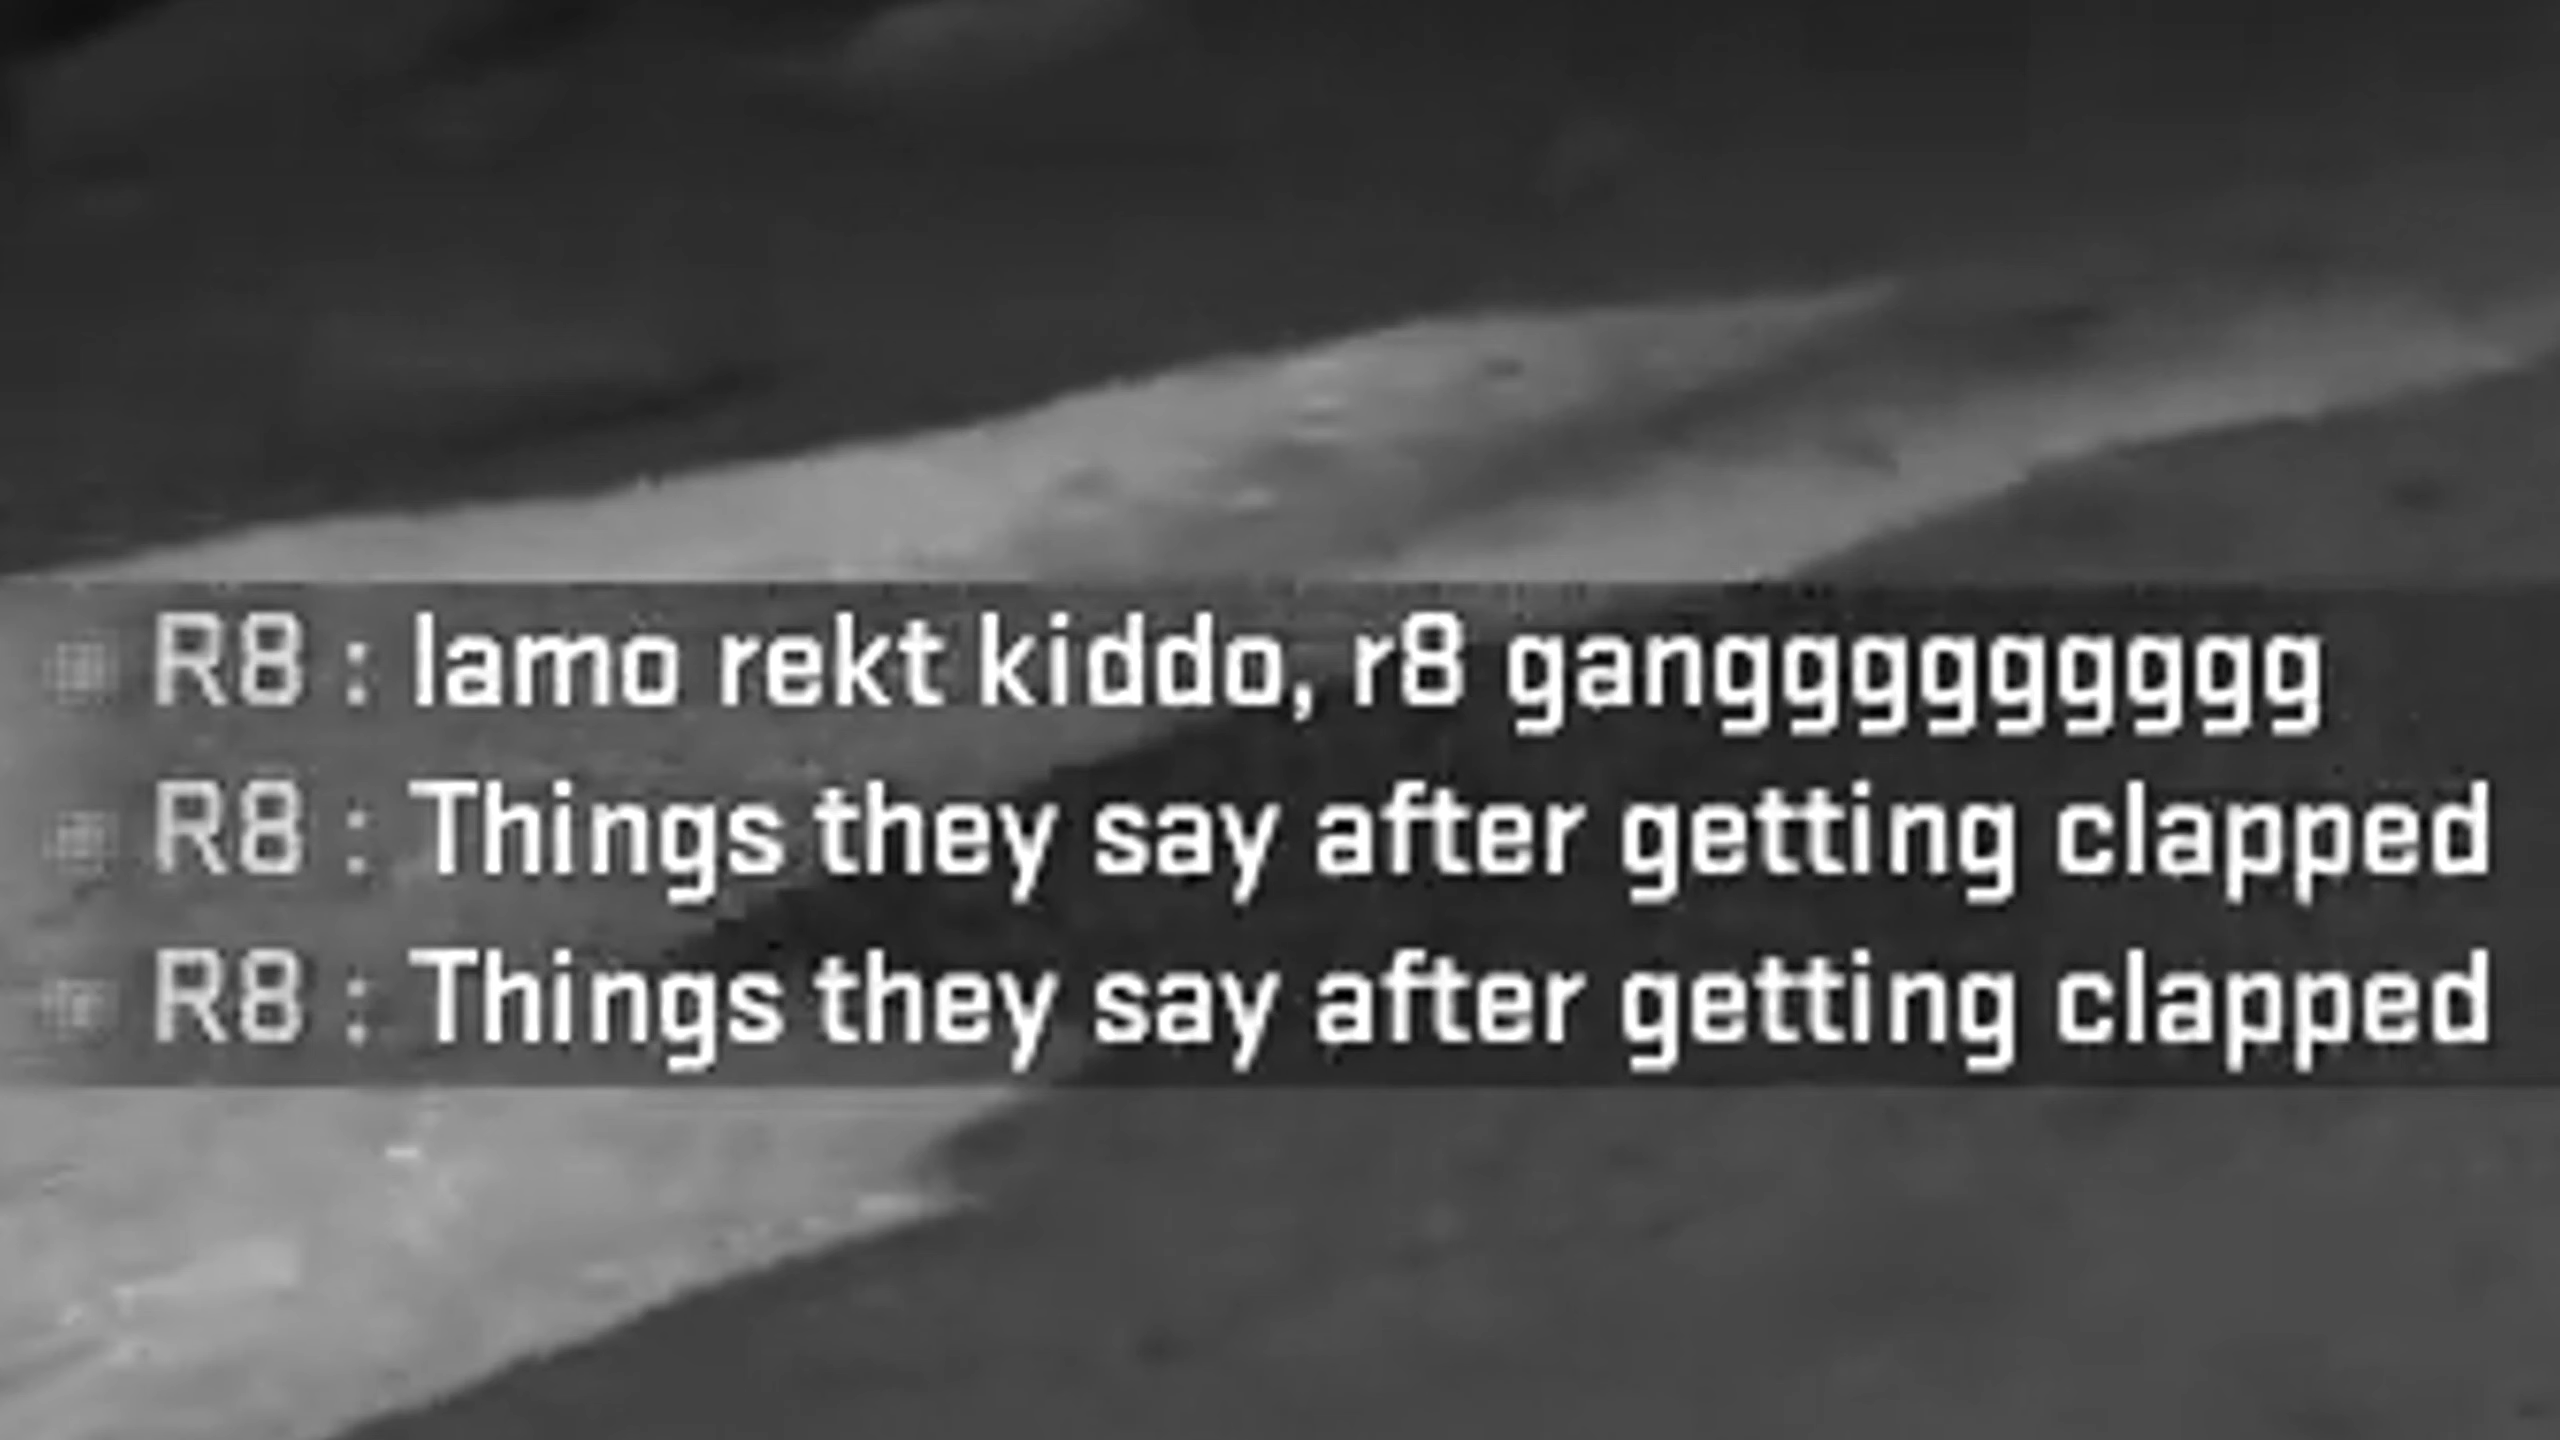 R8 : lamo rekt kiddo, r8 ganggggggggg
R8 : Things they say after getting clapped
R8 : Things they say after getting clapped